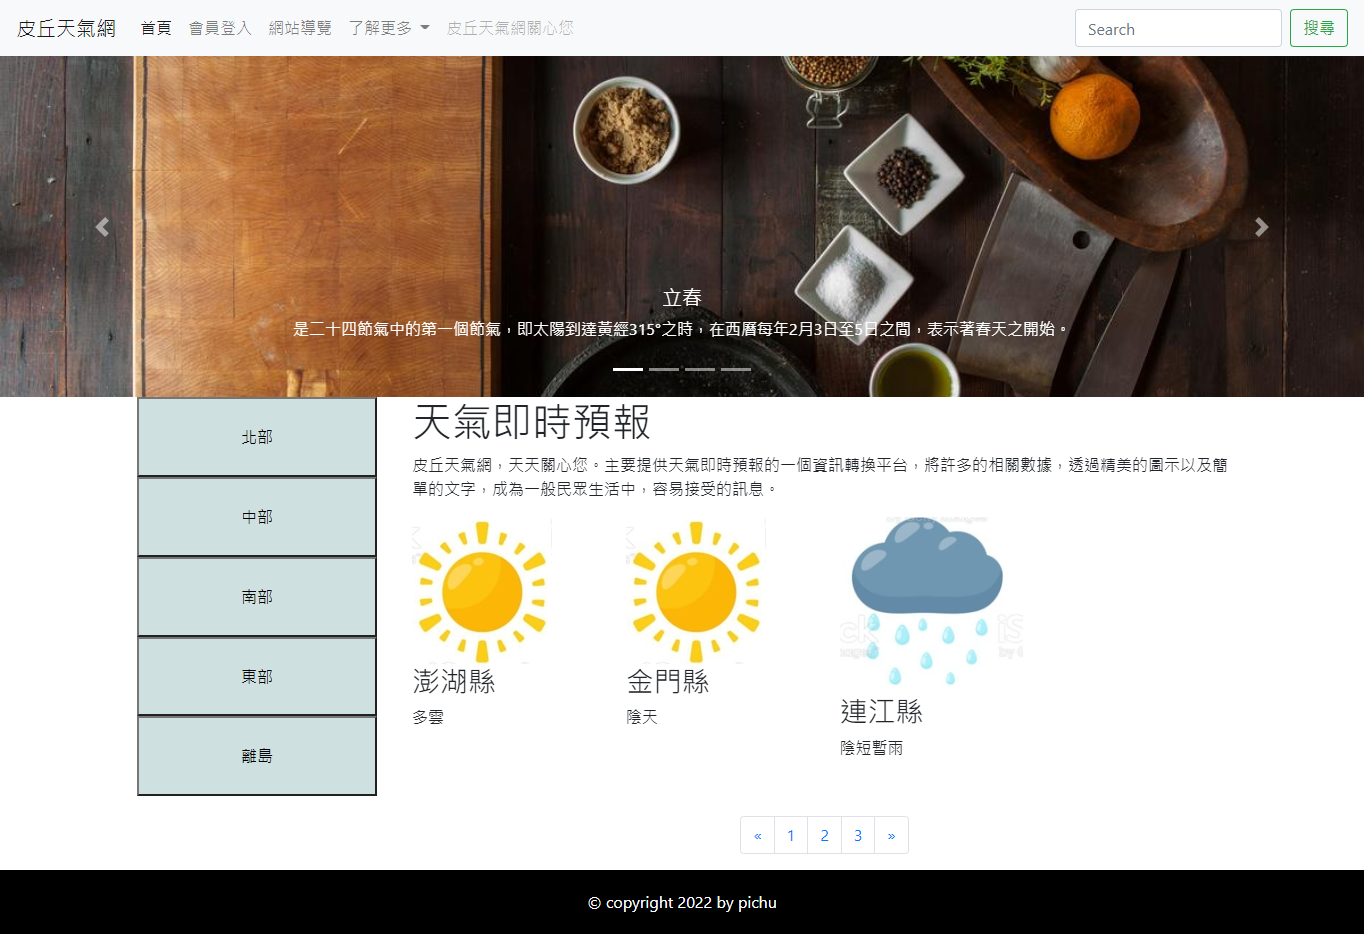 皮丘天氣網 首頁 會員登入 網站導覽 了解更多 皮丘天氣網關心您 Search 搜尋
立春
是二十四節氣中的第一個節氣，即太陽到達黃經315°之時，在西曆每年2月3日至5日之間，表示著春天之開始。
北部
中部
南部
東部
離島
天氣即時預報
皮丘天氣網，天天關心您。主要提供天氣即時預報的一個資訊轉換平台，將許多的相關數據，透過精美的圖示以及簡
單的文字，成為一般民眾生活中，容易接受的訊息。
澎湖縣
多雲
金門縣
陰天
連江縣
陰短暫雨
« 1 2 3 »
© copyright 2022 by pichu